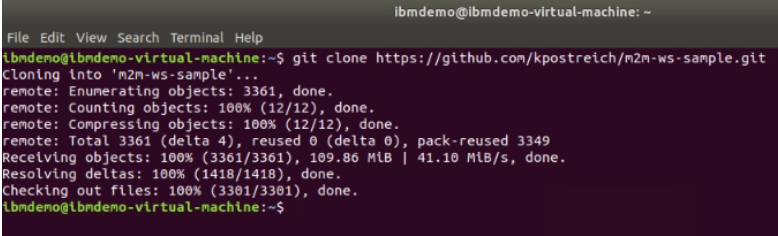 ibmdemo@ibmdemo-virtual-machine: ~
File Edit View Search Terminal Help
ibmdemo@ibmdemo-virtual-machine:~$ git clone https://github.com/kpostreich/m2m-ws-sample.git
Cloning into 'm2m-ws-sample'...
remote: Enumerating objects: 3361, done.
remote: Counting objects: 100% (12/12), done.
remote: Compressing objects: 100% (12/12), done.
remote: Total 3361 (delta 4), reused 0 (delta 0), pack-reused 3349
Receiving objects: 100% (3361/3361), 109.86 MiB | 41.10 MiB/s, done.
Resolving deltas: 100% (1418/1418), done.
Checking out files: 100% (3301/3301), done.
ibmdemo@ibmdemo-virtual-machine:~$